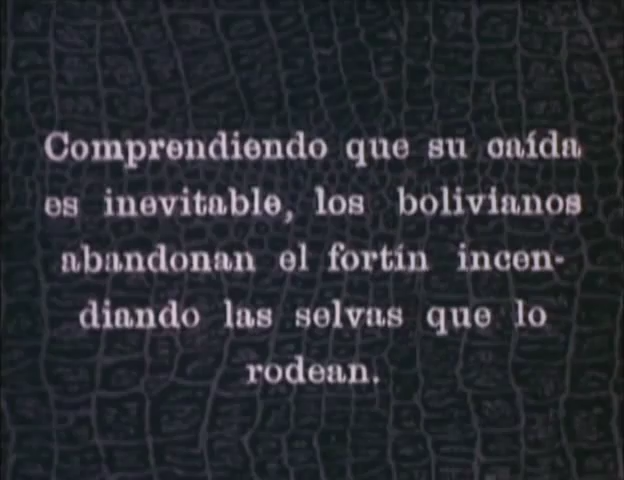 Comprendiendo que su caída
es inevitable, los bolivianos
abandonan el fortín incen-
diando las selvas que lo
rodean.